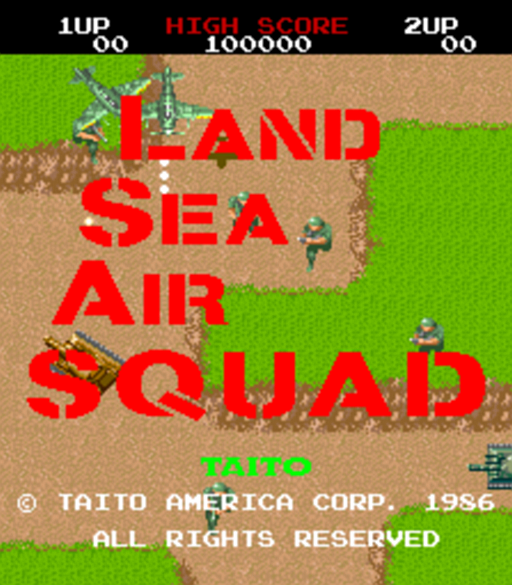 1UP HIGH SCORE 2UP
00 100000 00
LAND
SEA
AIR
SQUAD
TAITO
© TAITO AMERICA CORP. 1986
ALL RIGHTS RESERVED